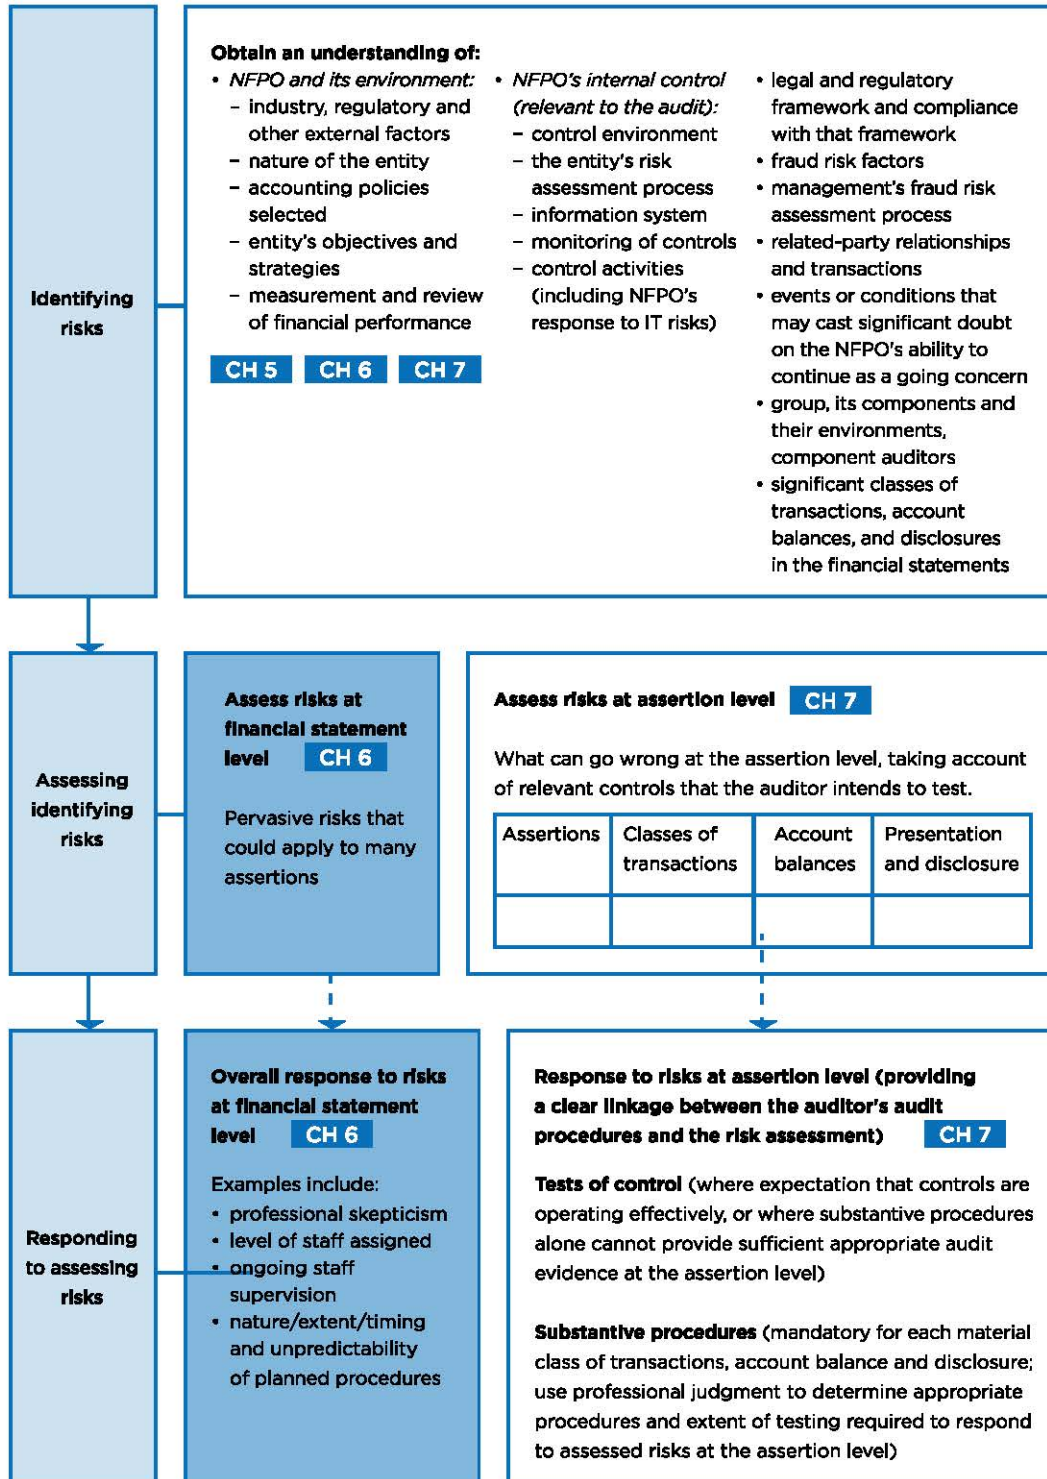 Identifying
risks
Obtain an understanding of:
• NFPO and its environment:
– industry, regulatory and
other external factors
– nature of the entity
– accounting policies
selected
– entity's objectives and
strategies
– measurement and review
of financial performance
CH 5 CH 6 CH 7
• NFPO's internal control
(relevant to the audit):
– control environment
– the entity's risk
assessment process
– information system
– monitoring of controls
– control activities
(including NFPO's
response to IT risks)
• legal and regulatory
framework and compliance
with that framework
• fraud risk factors
• management's fraud risk
assessment process
• related-party relationships
and transactions
• events or conditions that
may cast significant doubt
on the NFPO's ability to
continue as a going concern
• group, its components and
their environments,
component auditors
• significant classes of
transactions, account
balances, and disclosures
in the financial statements
Assessing
identifying
risks
Assess risks at
financial statement
level CH 6
Pervasive risks that
could apply to many
assertions
Assess risks at assertion level CH 7
What can go wrong at the assertion level, taking account
of relevant controls that the auditor intends to test.
Assertions
Classes of
transactions
Account
balances
Presentation
and disclosure
Responding
to assessing
risks
Overall response to risks
at financial statement
level CH 6
Examples include:
• professional skepticism
• level of staff assigned
• ongoing staff
supervision
• nature/extent/timing
and unpredictability
of planned procedures
Response to risks at assertion level (providing
a clear linkage between the auditor's audit
procedures and the risk assessment) CH 7
Tests of control (where expectation that controls are
operating effectively, or where substantive procedures
alone cannot provide sufficient appropriate audit
evidence at the assertion level)
Substantive procedures (mandatory for each material
class of transactions, account balance and disclosure;
use professional judgment to determine appropriate
procedures and extent of testing required to respond
to assessed risks at the assertion level)